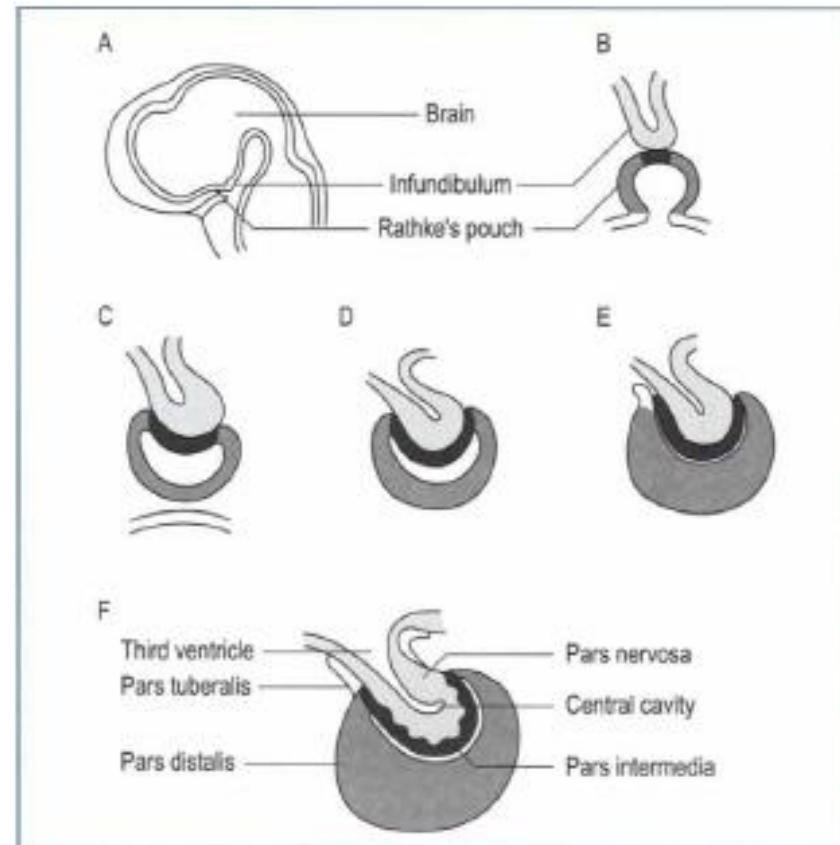 A
B
Brain
Infundibulum
Rathke's pouch
C
D
E
F
Third ventricle
Pars nervosa
Pars tuberalis
Central cavity
Pars distalis
Pars intermedia